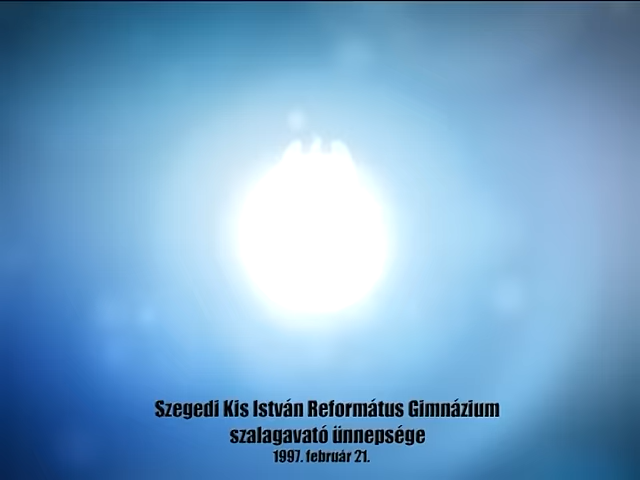 Szegedi Kis István Református Gimnázium
szalagavató ünnepsége
1997. február 21.